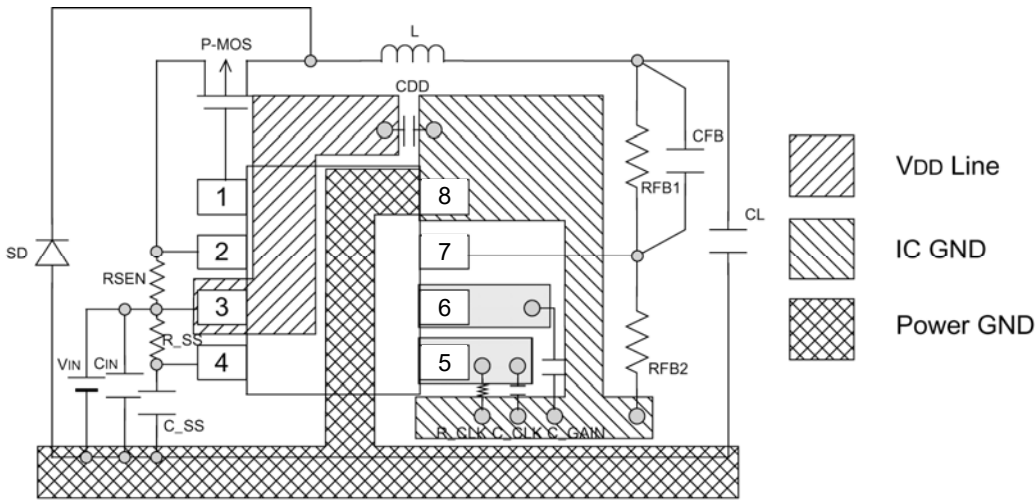 L
P-MOS
CDD
CFB
VDD Line
1
8
RFB1
CL
2
7
IC GND
SD
RSEN
3
6
Power GND
R_SS
VIN
CIN
4
5
RFB2
C_SS
R_CLK C_CLK C_GAIN